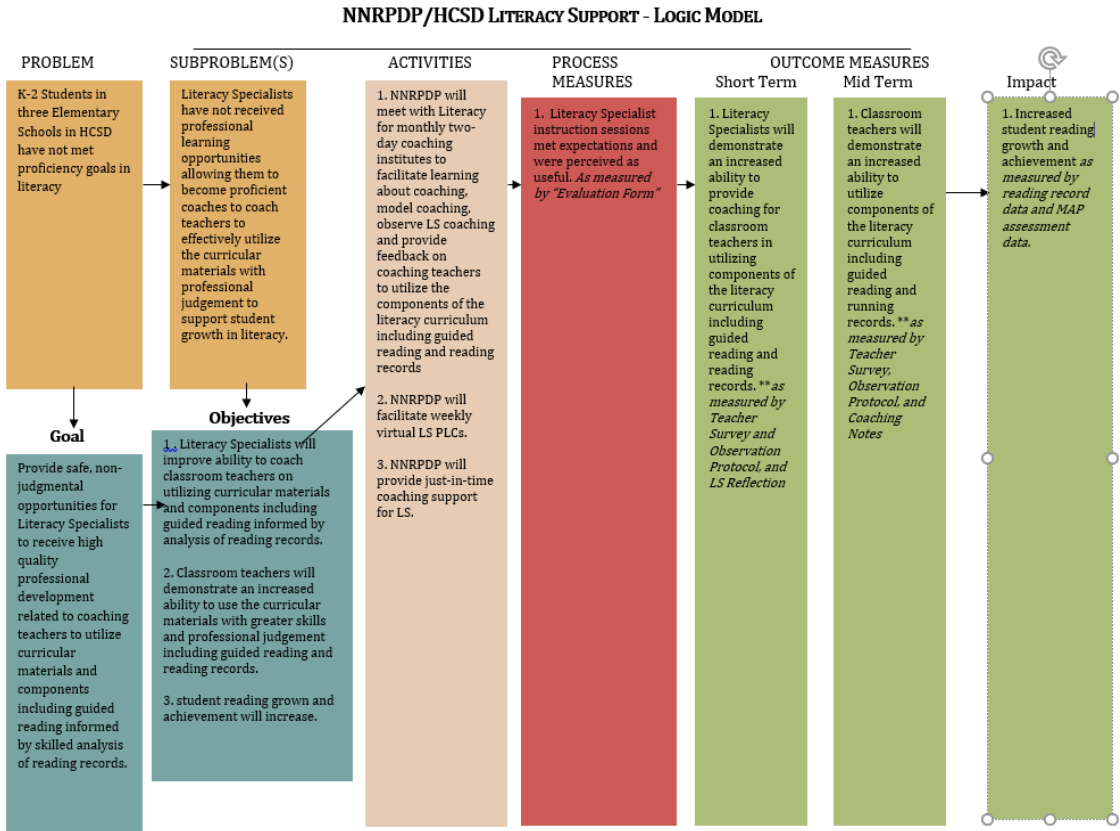 NNRPDP/HCSD LITERACY SUPPORT - LOGIC MODEL
PROBLEM
SUBPROBLEM(S)
ACTIVITIES
PROCESS
MEASURES
OUTCOME MEASURES
Short Term
Mid Term
Impact
K-2 Students in
three Elementary
Schools in HCSD
have not met
proficiency goals in
literacy
Literacy Specialists
have not received
professional
learning
opportunities
allowing them to
become proficient
coaches to coach
teachers to
effectively utilize
the curricular
materials with
professional
judgement to
support student
growth in literacy.
Goal
Provide safe, non-
judgmental
opportunities for
Literacy Specialists
to receive high
quality
professional
development
related to coaching
teachers to utilize
curricular
materials and
components
including guided
reading informed
by skilled analysis
of reading records.
Objectives
1.. Literacy Specialists will
improve ability to coach
classroom teachers on
utilizing curricular materials
and components including
guided reading informed by
analysis of reading records.
2. Classroom teachers will
demonstrate an increased
ability to use the curricular
materials with greater skills
and professional judgement
including guided reading and
reading records.
3. student reading grown and
achievement will increase.
1. NNRPDP will
meet with Literacy
for monthly two-
day coaching
institutes to
facilitate learning
about coaching,
model coaching,
observe LS coaching
and provide
feedback on
coaching teachers
to utilize the
components of the
literacy curriculum
including guided
reading and reading
records
2. NNRPDP will
facilitate weekly
virtual LS PLCs.
3. NNRPDP will
provide just-in-time
coaching support
for LS.
1. Literacy Specialist
instruction sessions
met expectations and
were perceived as
useful. As measured
by "Evaluation Form"
1. Literacy
Specialists will
demonstrate an
increased
ability to
provide
coaching for
classroom
teachers in
utilizing
components of
the literacy
curriculum
including
guided
reading and
reading
records. **as
measured by
Teacher
Survey and
Observation
Protocol, and
LS Reflection
1. Classroom
teachers will
demonstrate
an increased
ability to
utilize
components of
the literacy
curriculum
including
guided
reading and
running
records. **as
measured by
Teacher
Survey,
Observation
Protocol, and
Coaching
Notes
1. Increased
student reading
growth and
achievement as
measured by
reading record
data and MAP
assessment
data.